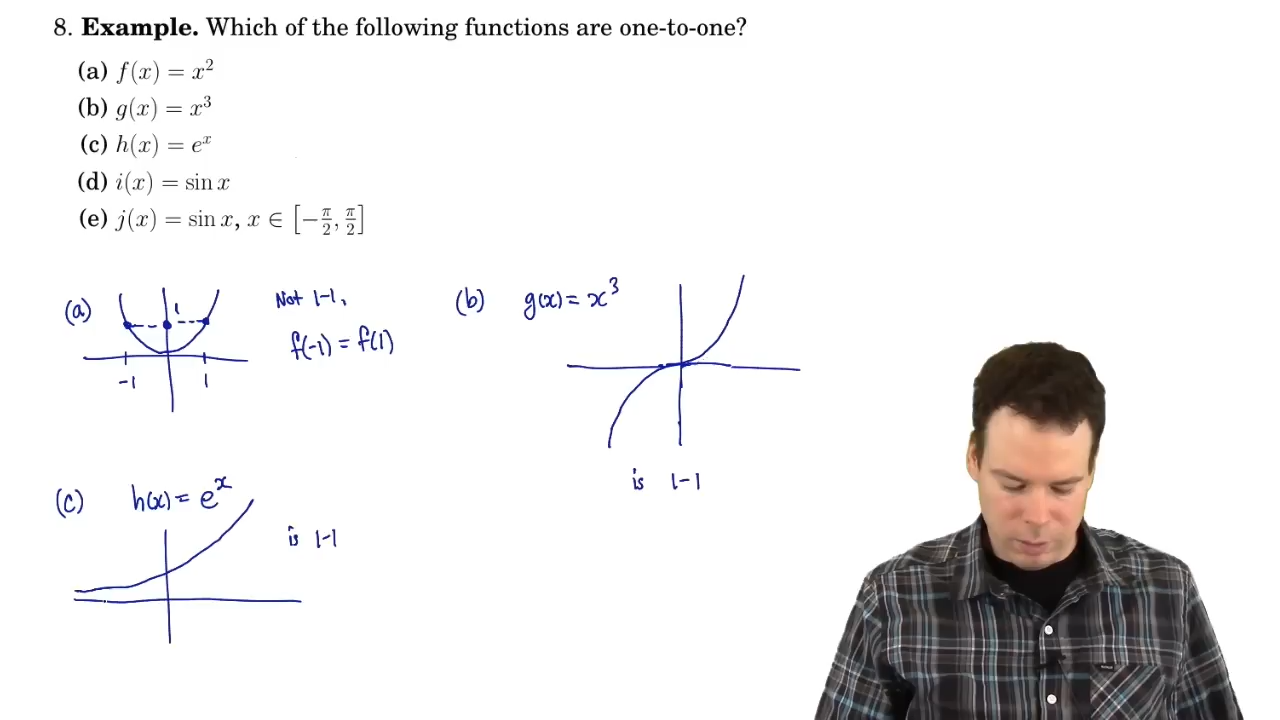 8. Example. Which of the following functions are one-to-one?
(a) f(x) = x²
(b) g(x) = x³
(c) h(x) = eˣ
(d) i(x) = sin x
(e) j(x) = sin x, x ∈ [−π/2, π/2]
(a) 1 -1 1
Not 1-1,
f(-1) = f(1)
(b) g(x) = x³
is 1-1
(c) h(x) = eˣ
is 1-1